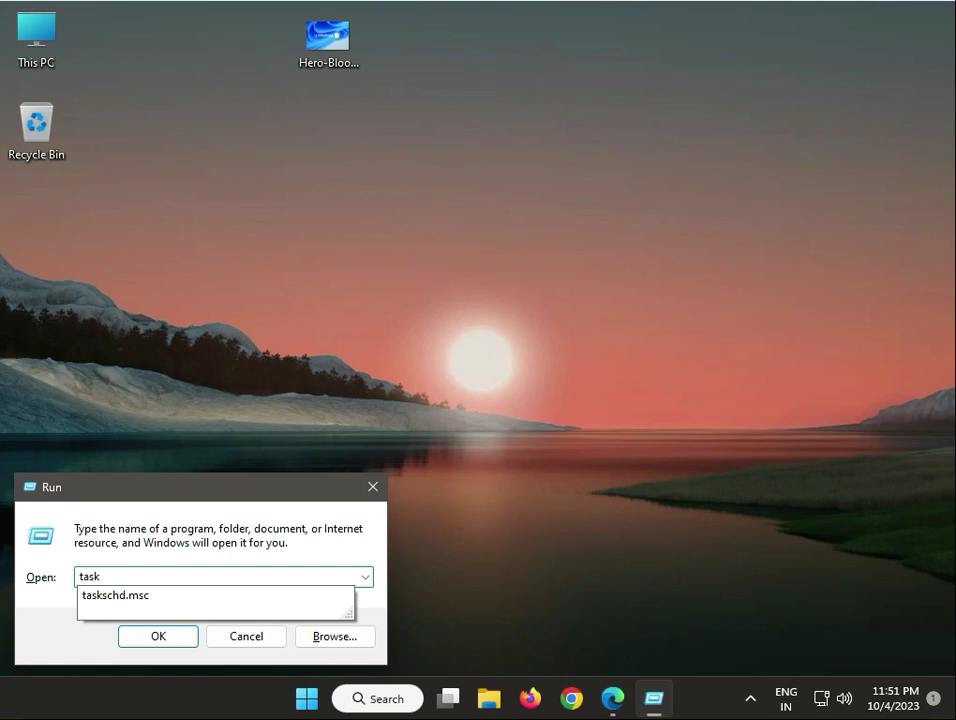 This PC
Hero-Bloo...
Recycle Bin
Run
Type the name of a program, folder, document, or Internet
resource, and Windows will open it for you.
Open:
task
taskschd.msc
OK
Cancel
Browse...
Search
ENG
IN
11:51 PM
10/4/2023
1